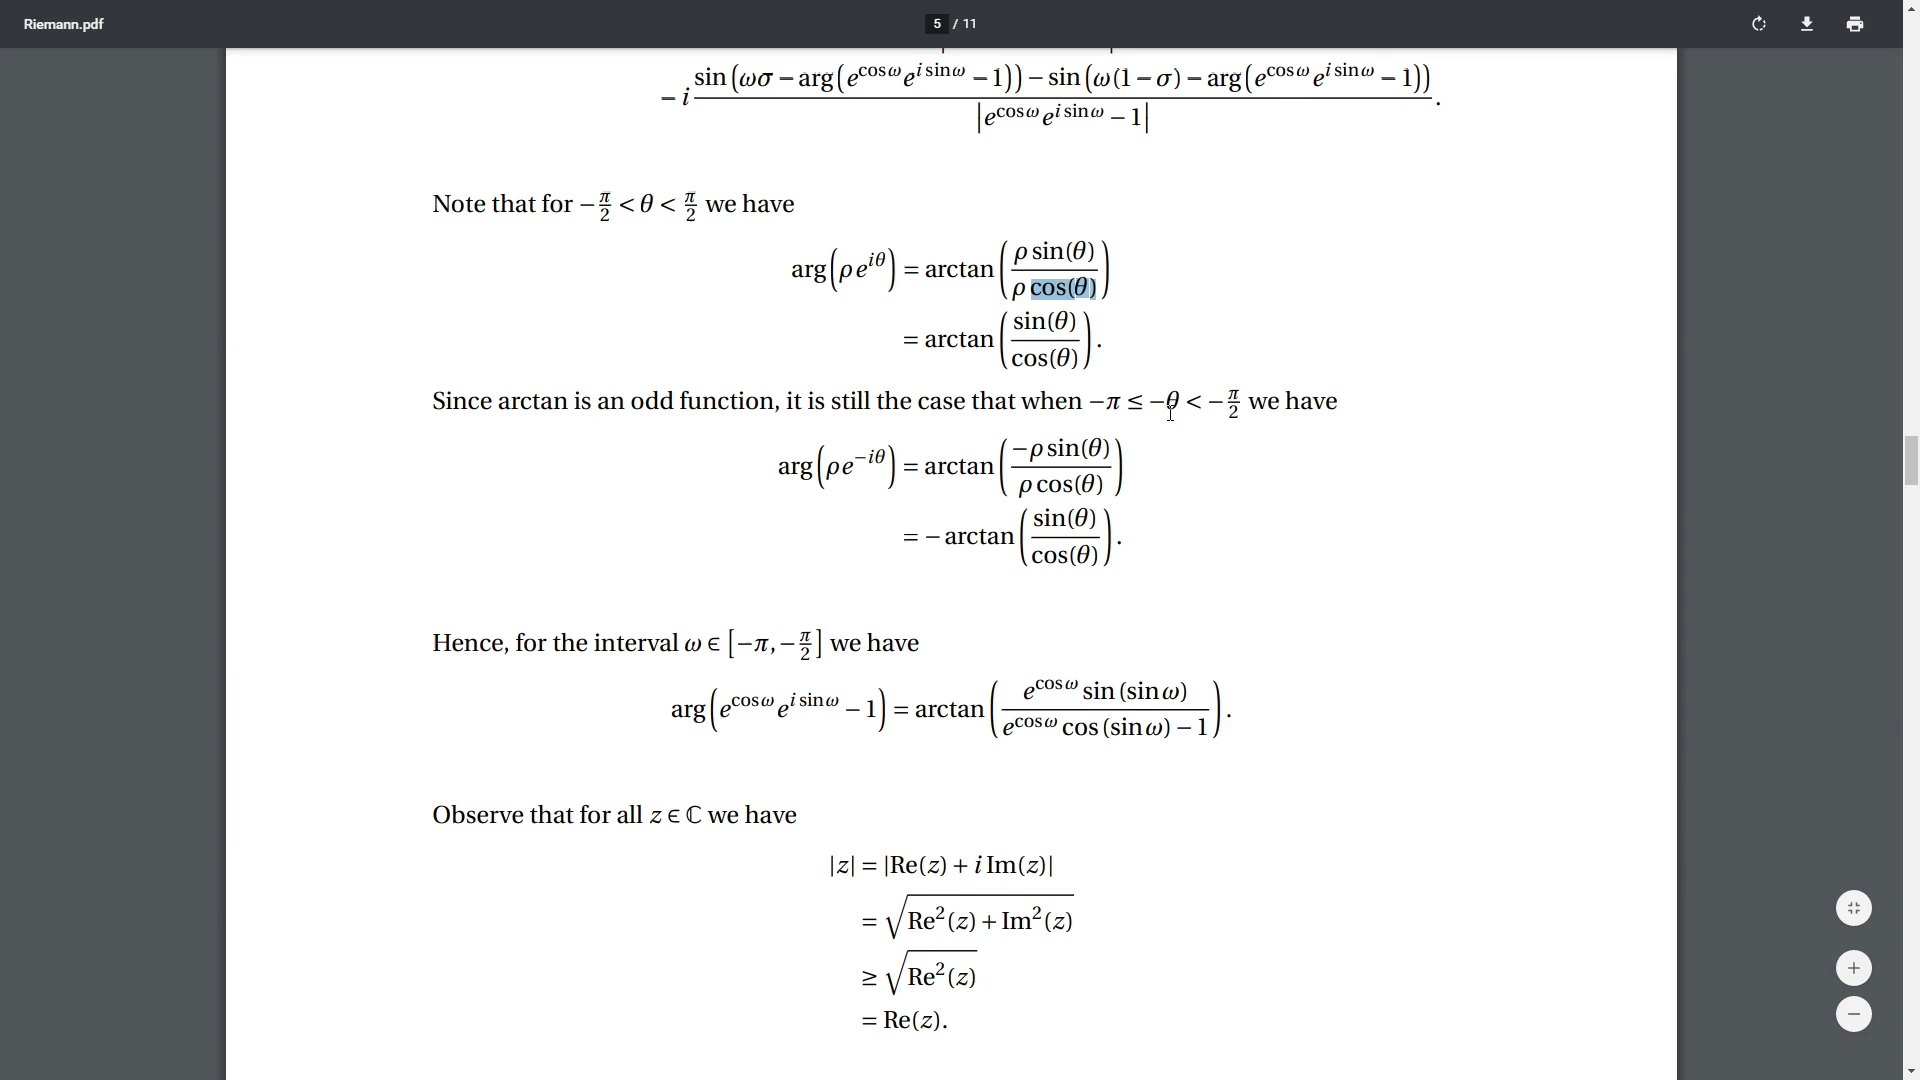 Riemann.pdf
5 / 11
− i (sin(ωσ − arg(e^{cos ω} e^{i sin ω} − 1)) − sin(ω(1 − σ) − arg(e^{cos ω} e^{i sin ω} − 1))) / |e^{cos ω} e^{i sin ω} − 1| .
Note that for −π/2 < θ < π/2 we have
arg(ρ e^{iθ}) = arctan(ρ sin(θ) / ρ cos(θ))
= arctan(sin(θ) / cos(θ)).
Since arctan is an odd function, it is still the case that when −π ≤ −θ < −π/2 we have
arg(ρ e^{−iθ}) = arctan(−ρ sin(θ) / ρ cos(θ))
= − arctan(sin(θ) / cos(θ)).
Hence, for the interval ω ∈ [−π, −π/2] we have
arg(e^{cos ω} e^{i sin ω} − 1) = arctan(e^{cos ω} sin(sin ω) / (e^{cos ω} cos(sin ω) − 1)).
Observe that for all z ∈ ℂ we have
|z| = |Re(z) + i Im(z)|
= √(Re²(z) + Im²(z))
≥ √(Re²(z))
= Re(z).